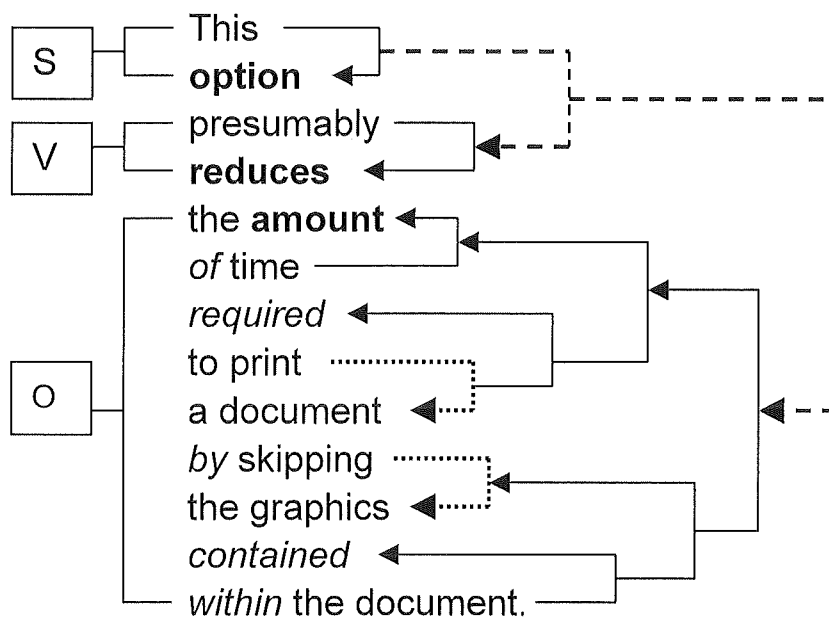 S
This
option
V
presumably
reduces
the amount
of time
required
to print
O
a document
by skipping
the graphics
contained
within the document.